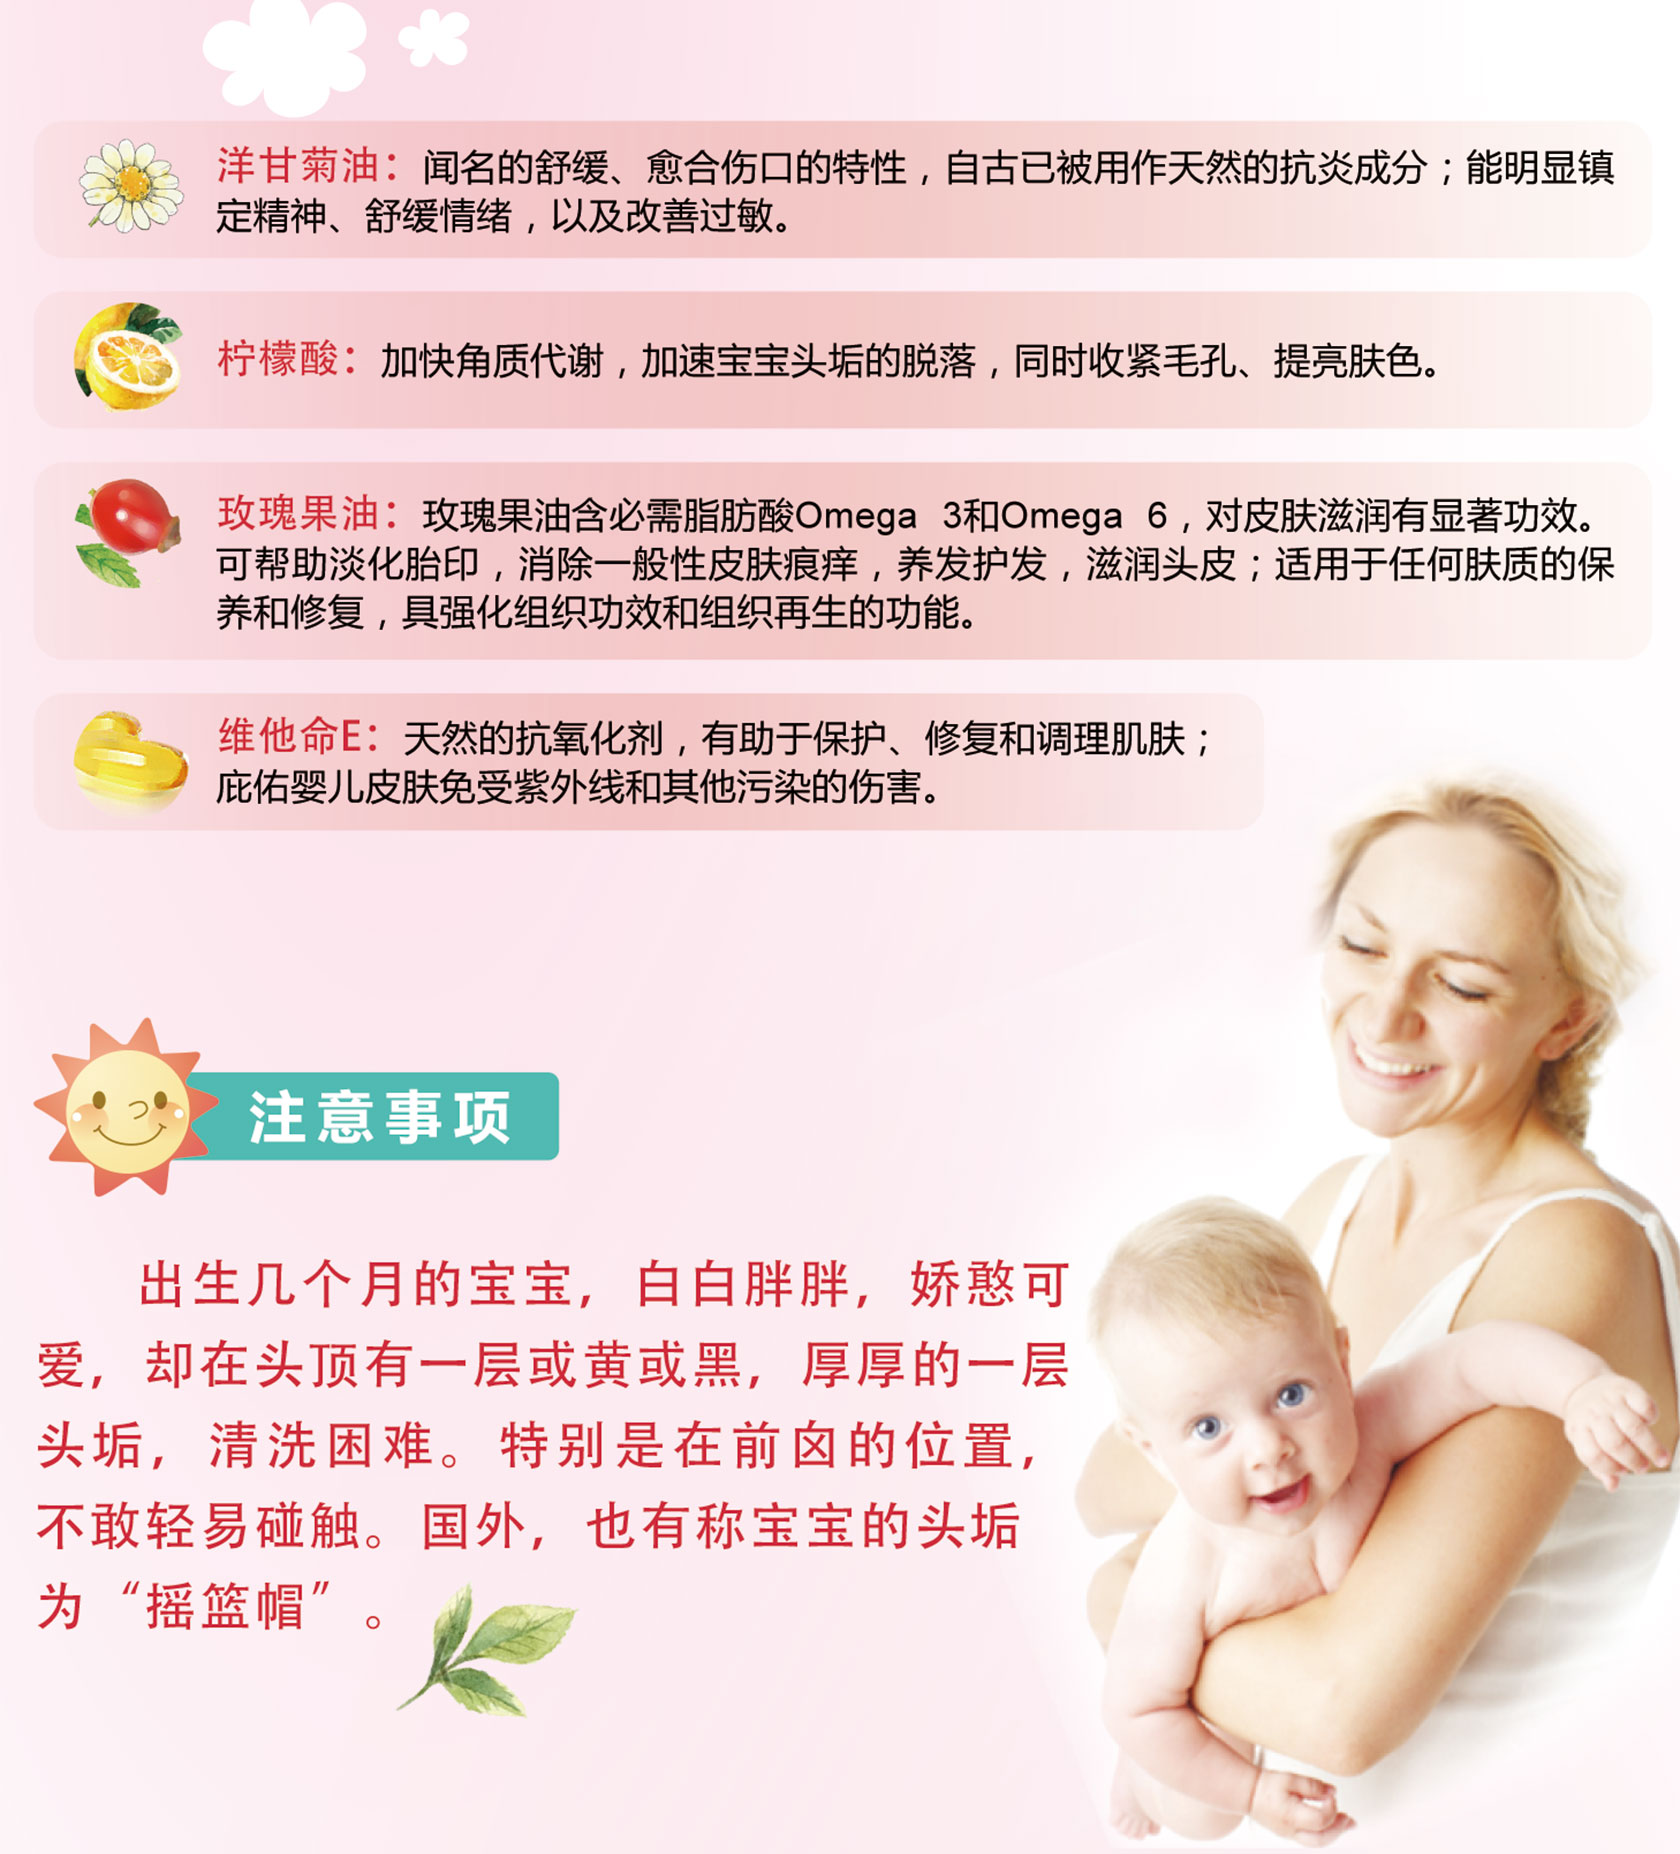 洋甘菊油：闻名的舒缓、愈合伤口的特性，自古已被用作天然的抗炎成分；能明显镇
定精神、舒缓情绪，以及改善过敏。
柠檬酸：加快角质代谢，加速宝宝头垢的脱落，同时收紧毛孔、提亮肤色。
玫瑰果油：玫瑰果油含必需脂肪酸Omega 3和Omega 6，对皮肤滋润有显著功效。
可帮助淡化胎印，消除一般性皮肤痕痒，养发护发，滋润头皮；适用于任何肤质的保
养和修复，具强化组织功效和组织再生的功能。
维他命E：天然的抗氧化剂，有助于保护、修复和调理肌肤；
庇佑婴儿皮肤免受紫外线和其他污染的伤害。
注意事项
出生几个月的宝宝，白白胖胖，娇憨可
爱，却在头顶有一层或黄或黑，厚厚的一层
头垢，清洗困难。特别是在前囟的位置，
不敢轻易碰触。国外，也有称宝宝的头垢
为“摇篮帽”。